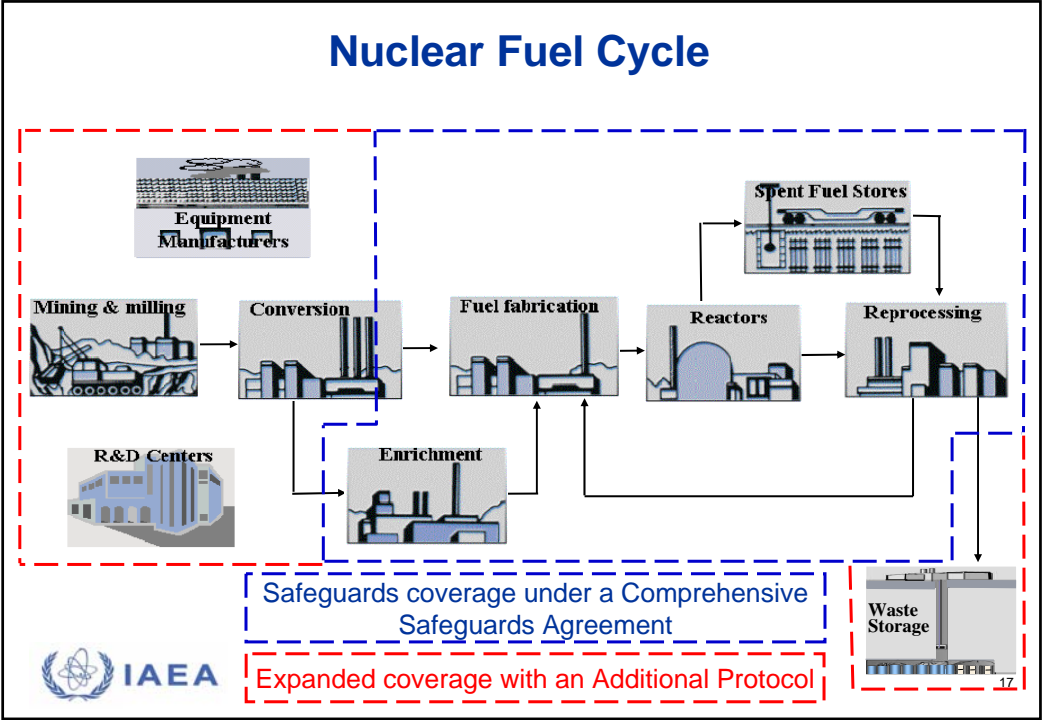 Nuclear Fuel Cycle
Equipment
Manufacturers
Spent Fuel Stores
Mining & milling
Conversion
Fuel fabrication
Reactors
Reprocessing
R&D Centers
Enrichment
Safeguards coverage under a Comprehensive
Safeguards Agreement
Waste
Storage
IAEA
Expanded coverage with an Additional Protocol
17